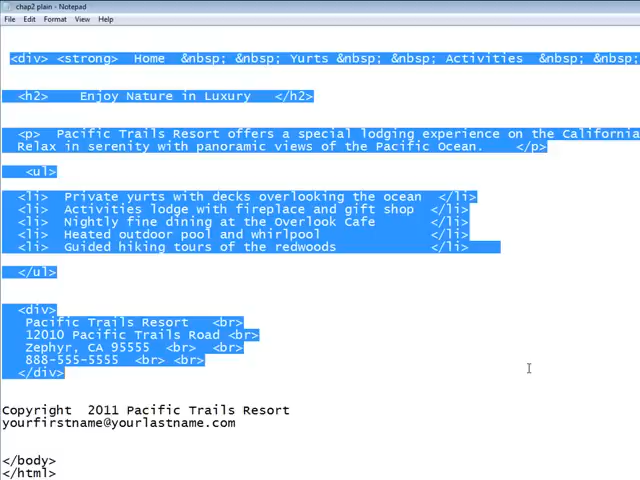 chap2 plain - Notepad
File Edit Format View Help
<div> <strong> Home &nbsp; &nbsp; Yurts &nbsp; &nbsp; Activities &nbsp; &nbsp;
<h2> Enjoy Nature in Luxury </h2>
<p> Pacific Trails Resort offers a special lodging experience on the California
Relax in serenity with panoramic views of the Pacific Ocean. </p>
<ul>
<li> Private yurts with decks overlooking the ocean </li>
<li> Activities lodge with fireplace and gift shop </li>
<li> Nightly fine dining at the Overlook Cafe </li>
<li> Heated outdoor pool and whirlpool </li>
<li> Guided hiking tours of the redwoods </li>
</ul>
<div>
Pacific Trails Resort <br>
12010 Pacific Trails Road <br>
Zephyr, CA 95555 <br> <br>
888-555-5555 <br> <br>
</div>
Copyright 2011 Pacific Trails Resort
yourfirstname@yourlastname.com
</body>
</html>